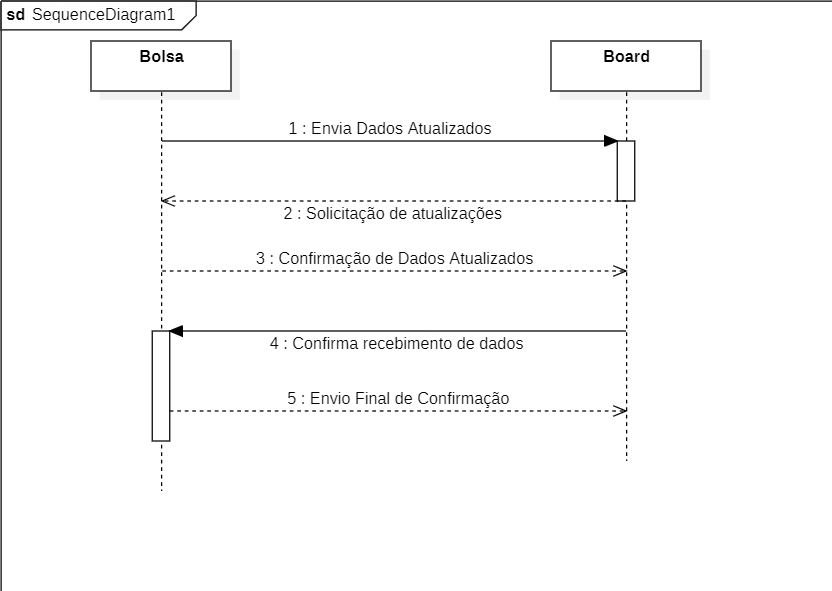 sd SequenceDiagram1
Bolsa
Board
1 : Envia Dados Atualizados
2 : Solicitação de atualizações
3 : Confirmação de Dados Atualizados
4 : Confirma recebimento de dados
5 : Envio Final de Confirmação